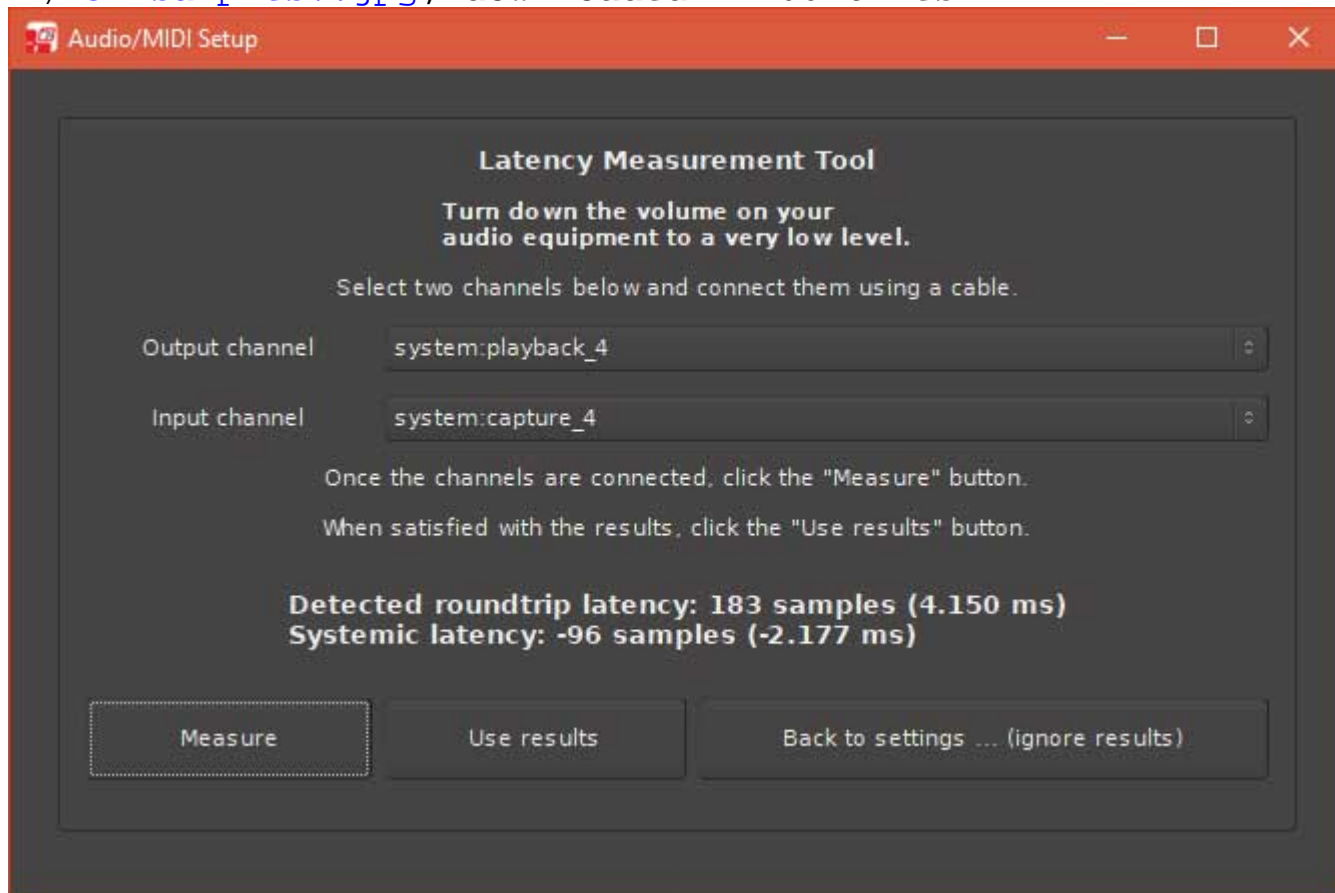 Audio/MIDI Setup
Latency Measurement Tool
Turn down the volume on your
audio equipment to a very low level.
Select two channels below and connect them using a cable.
Output channel system:playback_4
Input channel system:capture_4
Once the channels are connected, click the "Measure" button.
When satisfied with the results, click the "Use results" button.
Detected roundtrip latency: 183 samples (4.150 ms)
Systemic latency: -96 samples (-2.177 ms)
Measure Use results Back to settings ... (ignore results)